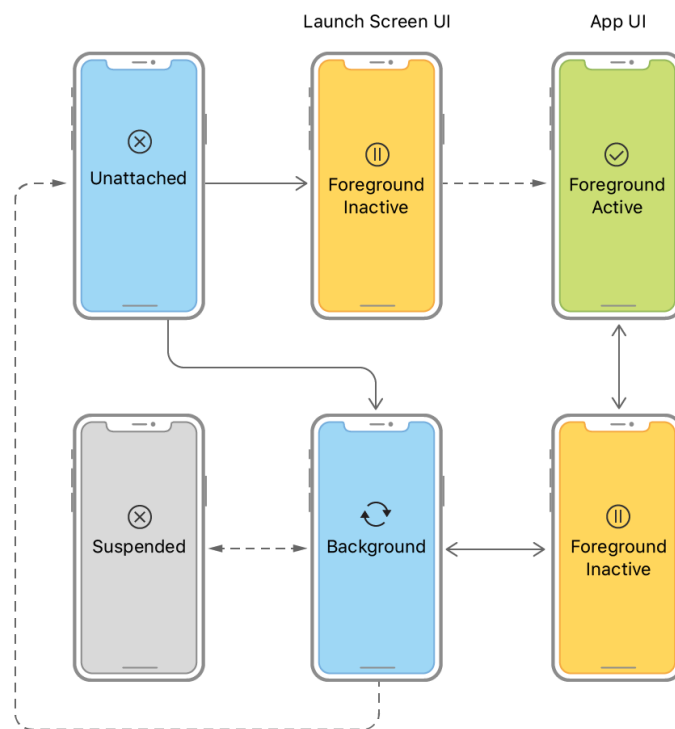 Launch Screen UI
App UI
Unattached
Foreground
Inactive
Foreground
Active
Suspended
Background
Foreground
Inactive